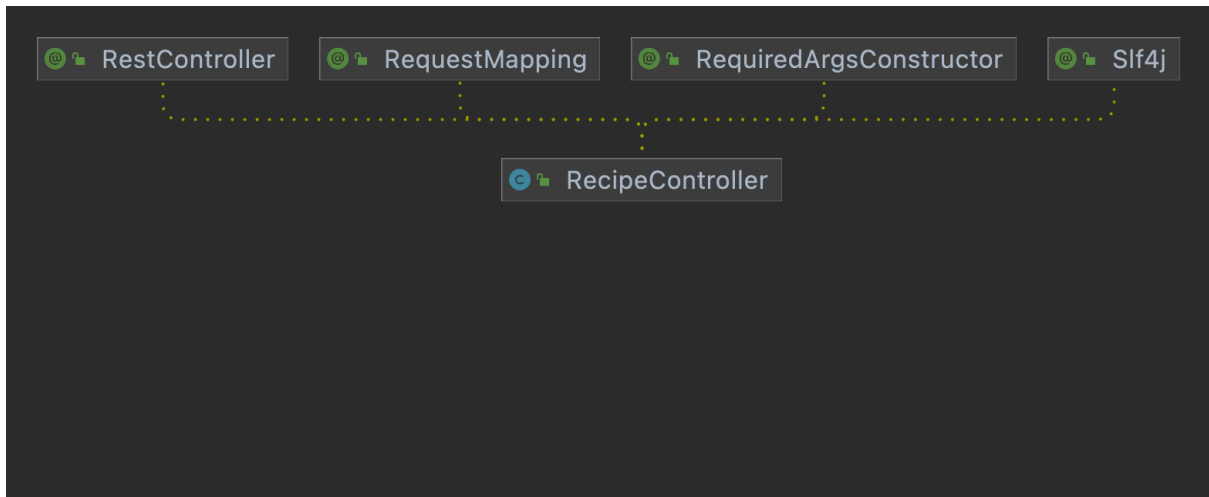 RestController RequestMapping RequiredArgsConstructor Slf4j
RecipeController